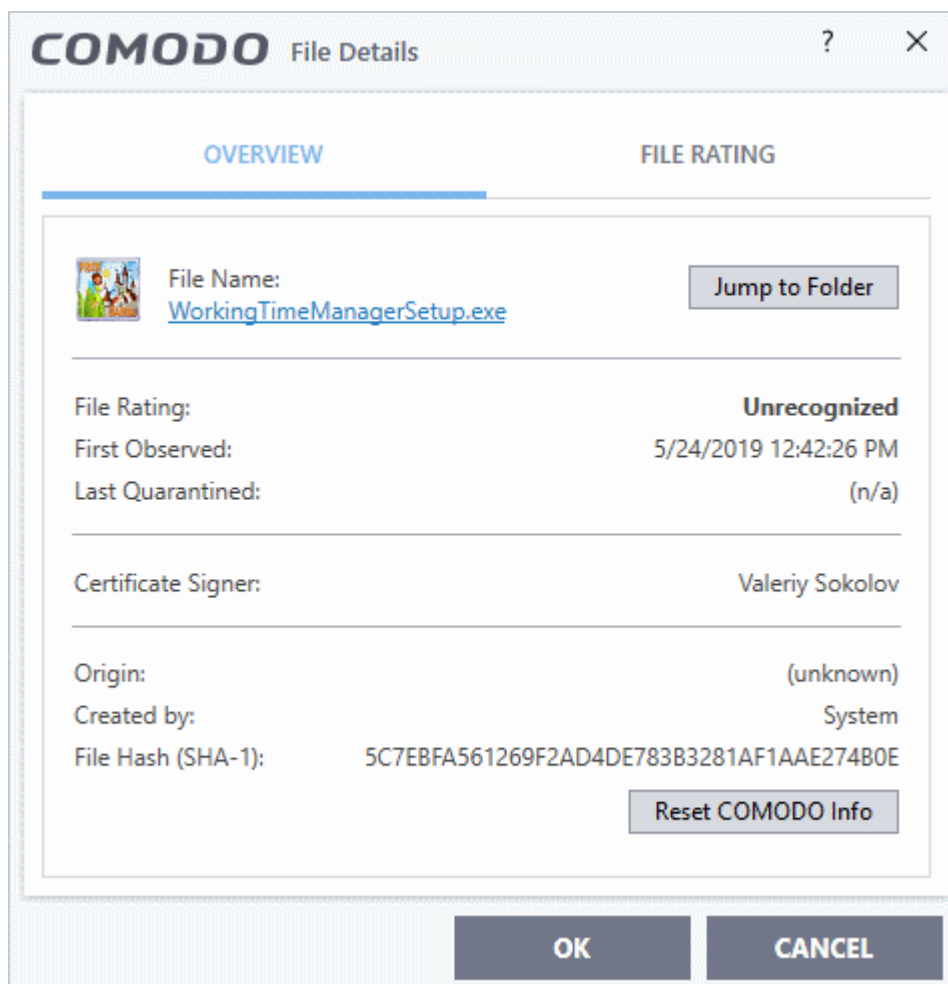 COMODO File Details ?
OVERVIEW FILE RATING
File Name:
WorkingTimeManagerSetup.exe
Jump to Folder
File Rating: Unrecognized
First Observed: 5/24/2019 12:42:26 PM
Last Quarantined: (n/a)
Certificate Signer: Valeriy Sokolov
Origin: (unknown)
Created by: System
File Hash (SHA-1): 5C7EBFA561269F2AD4DE783B3281AF1AAE274B0E
Reset COMODO Info
OK CANCEL